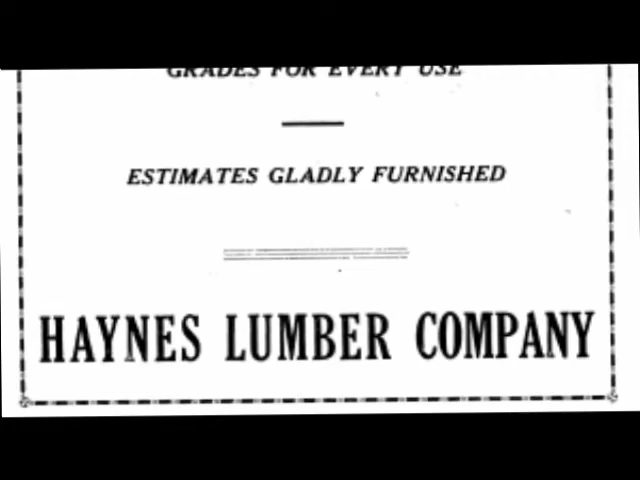 GRADES FOR EVERY USE
ESTIMATES GLADLY FURNISHED
HAYNES LUMBER COMPANY